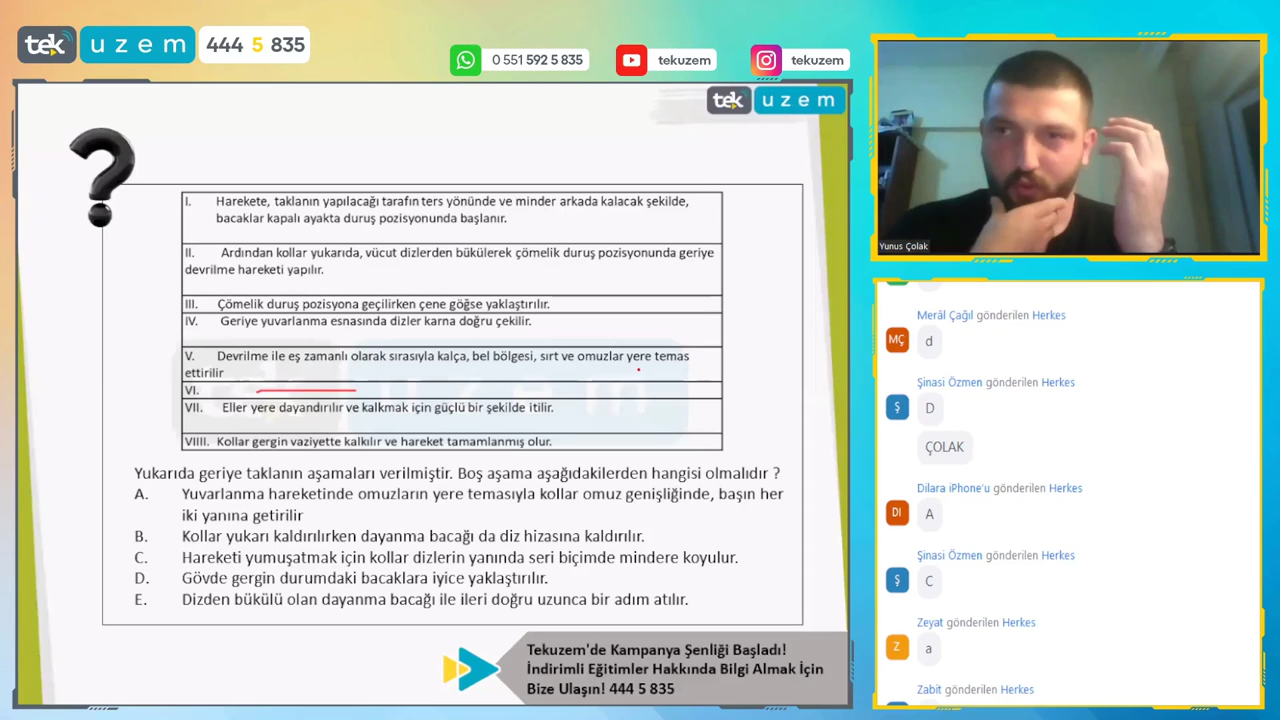 tek uzem 444 5 835
0 551 592 5 835
tekuzem
tekuzem
tek uzem
I. Harekete, taklanın yapılacağı tarafın ters yönünde ve minder arkada kalacak şekilde,
bacaklar kapalı ayakta duruş pozisyonunda başlanır.
II. Ardından kollar yukarıda, vücut dizlerden bükülerek çömelik duruş pozisyonunda geriye
devrilme hareketi yapılır.
III. Çömelik duruş pozisyona geçilirken çene göğse yaklaştırılır.
IV. Geriye yuvarlanma esnasında dizler karna doğru çekilir.
V. Devrilme ile eş zamanlı olarak sırasıyla kalça, bel bölgesi, sırt ve omuzlar yere temas
ettirilir
VI.
VII. Eller yere dayandırılır ve kalkmak için güçlü bir şekilde itilir.
VIIII. Kollar gergin vaziyette kalkılır ve hareket tamamlanmış olur.
tek uzem
Yukarıda geriye taklanın aşamaları verilmiştir. Boş aşama aşağıdakilerden hangisi olmalıdır ?
A. Yuvarlanma hareketinde omuzların yere temasıyla kollar omuz genişliğinde, başın her
iki yanına getirilir
B. Kollar yukarı kaldırılırken dayanma bacağı da diz hizasına kaldırılır.
C. Hareketi yumuşatmak için kollar dizlerin yanında seri biçimde mindere koyulur.
D. Gövde gergin durumdaki bacaklara iyice yaklaştırılır.
E. Dizden bükülü olan dayanma bacağı ile ileri doğru uzunca bir adım atılır.
Tekuzem'de Kampanya Şenliği Başladı!
İndirimli Eğitimler Hakkında Bilgi Almak İçin
Bize Ulaşın! 444 5 835
Yunus Çolak
Merâl Çağıl gönderilen Herkes
MÇ d
Şinasi Özmen gönderilen Herkes
Ş D
ÇOLAK
Dilara iPhone'u gönderilen Herkes
DI A
Şinasi Özmen gönderilen Herkes
Ş C
Zeyat gönderilen Herkes
Z a
Zabit gönderilen Herkes